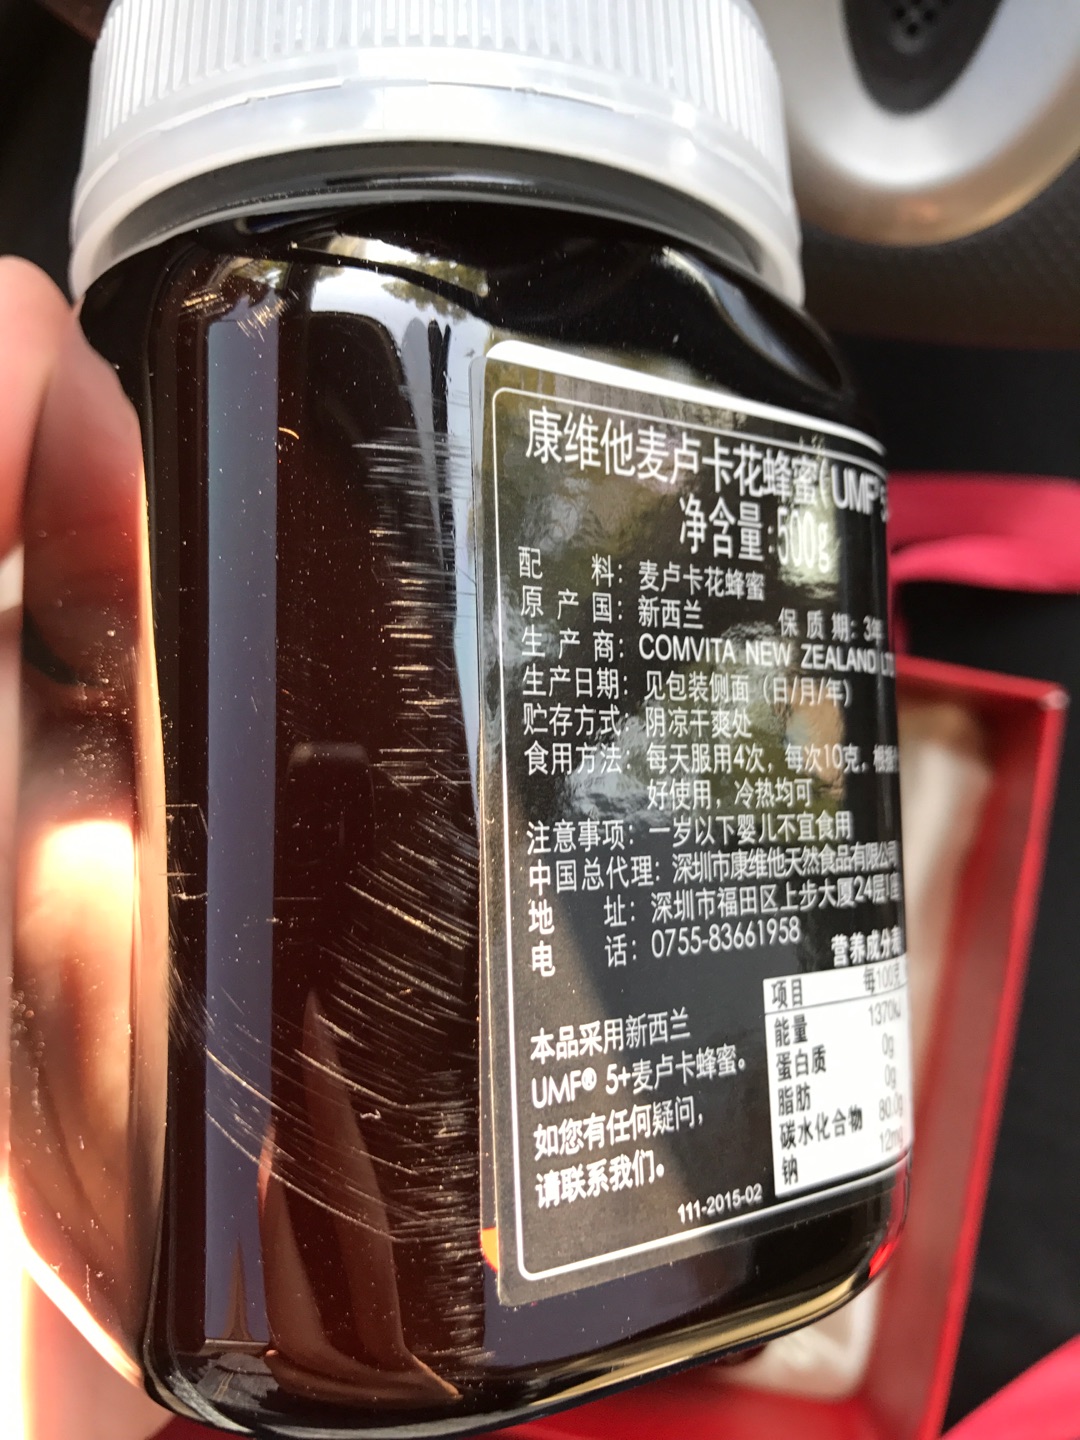 康维他麦卢卡花蜂蜜(UMF 5
净含量:500g
配 料: 麦卢卡花蜂蜜
原 产 国: 新西兰 保 质 期: 3年
生 产 商: COMVITA NEW ZEALAND LTD
生产日期: 见包装侧面 (日/月/年)
贮存方式: 阴凉干爽处
食用方法: 每天服用4次, 每次10克,
好使用, 冷热均可
注意事项: 一岁以下婴儿不宜食用
中国总代理: 深圳市康维他天然食品有限公司
地 址: 深圳市福田区上步大厦24层
电 话: 0755-83661958
营养成分表
项目 每100克
能量 1370kJ
蛋白质 0g
脂肪 0g
碳水化合物 80.0g
钠 12mg
本品采用新西兰
UMF® 5+麦卢卡蜂蜜。
如您有任何疑问,
请联系我们。
111-2015-02